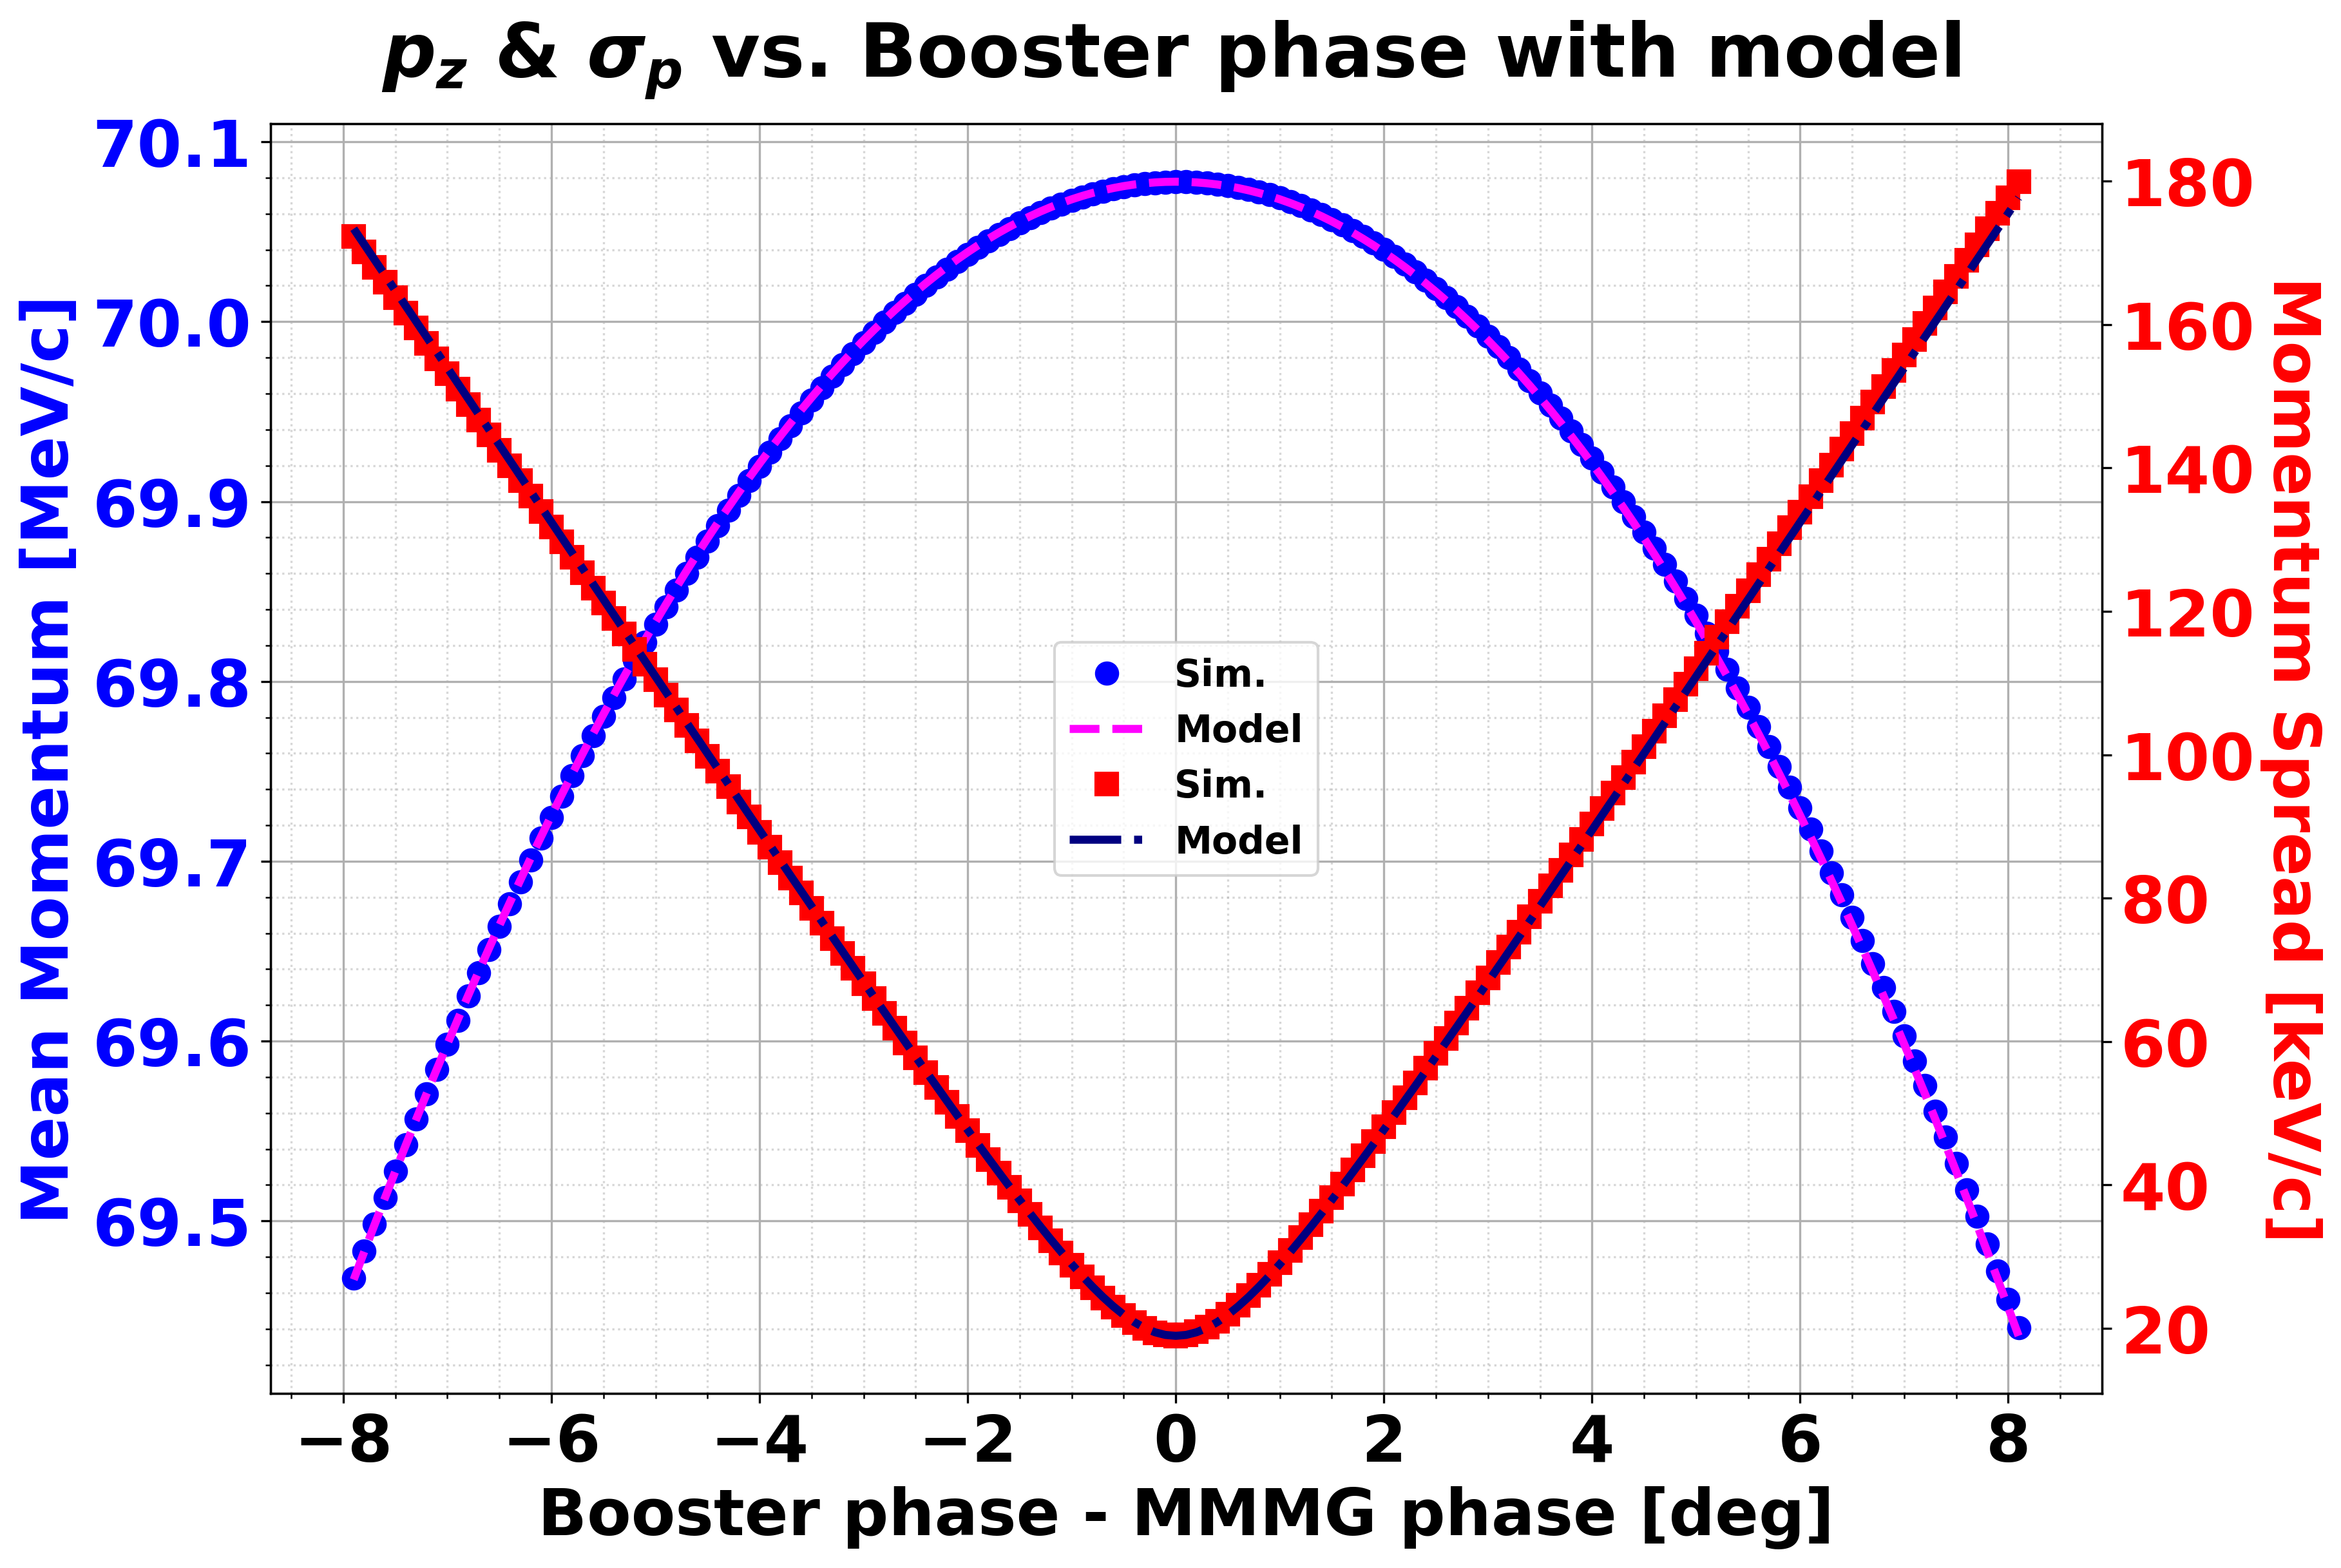 p_z & σ_p vs. Booster phase with model
Mean Momentum [MeV/c]
70.1
70.0
69.9
69.8
69.7
69.6
69.5
Sim.
Model
Sim.
Model
180
160
140
120
100
80
60
40
20
Momentum Spread [keV/c]
−8 −6 −4 −2 0 2 4 6 8
Booster phase - MMMG phase [deg]